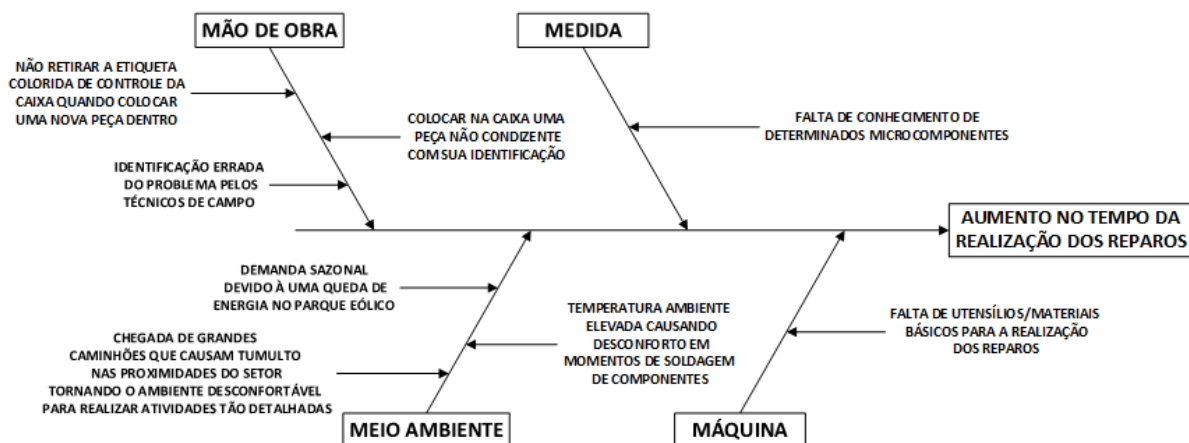 MÃO DE OBRA
MEDIDA
NÃO RETIRAR A ETIQUETA
COLORIDA DE CONTROLE DA
CAIXA QUANDO COLOCAR
UMA NOVA PEÇA DENTRO
COLOCAR NA CAIXA UMA
PEÇA NÃO CONDIZENTE
COM SUA IDENTIFICAÇÃO
FALTA DE CONHECIMENTO DE
DETERMINADOS MICROCOMPONENTES
IDENTIFICAÇÃO ERRADA
DO PROBLEMA PELOS
TÉCNICOS DE CAMPO
AUMENTO NO TEMPO DA
REALIZAÇÃO DOS REPAROS
DEMANDA SAZONAL
DEVIDO À UMA QUEDA DE
ENERGIA NO PARQUE EÓLICO
TEMPERATURA AMBIENTE
ELEVADA CAUSANDO
DESCONFORTO EM
MOMENTOS DE SOLDAGEM
DE COMPONENTES
FALTA DE UTENSÍLIOS/MATERIAIS
BÁSICOS PARA A REALIZAÇÃO
DOS REPAROS
CHEGADA DE GRANDES
CAMINHÕES QUE CAUSAM TUMULTO
NAS PROXIMIDADES DO SETOR
TORNANDO O AMBIENTE DESCONFORTÁVEL
PARA REALIZAR ATIVIDADES TÃO DETALHADAS
MEIO AMBIENTE
MÁQUINA